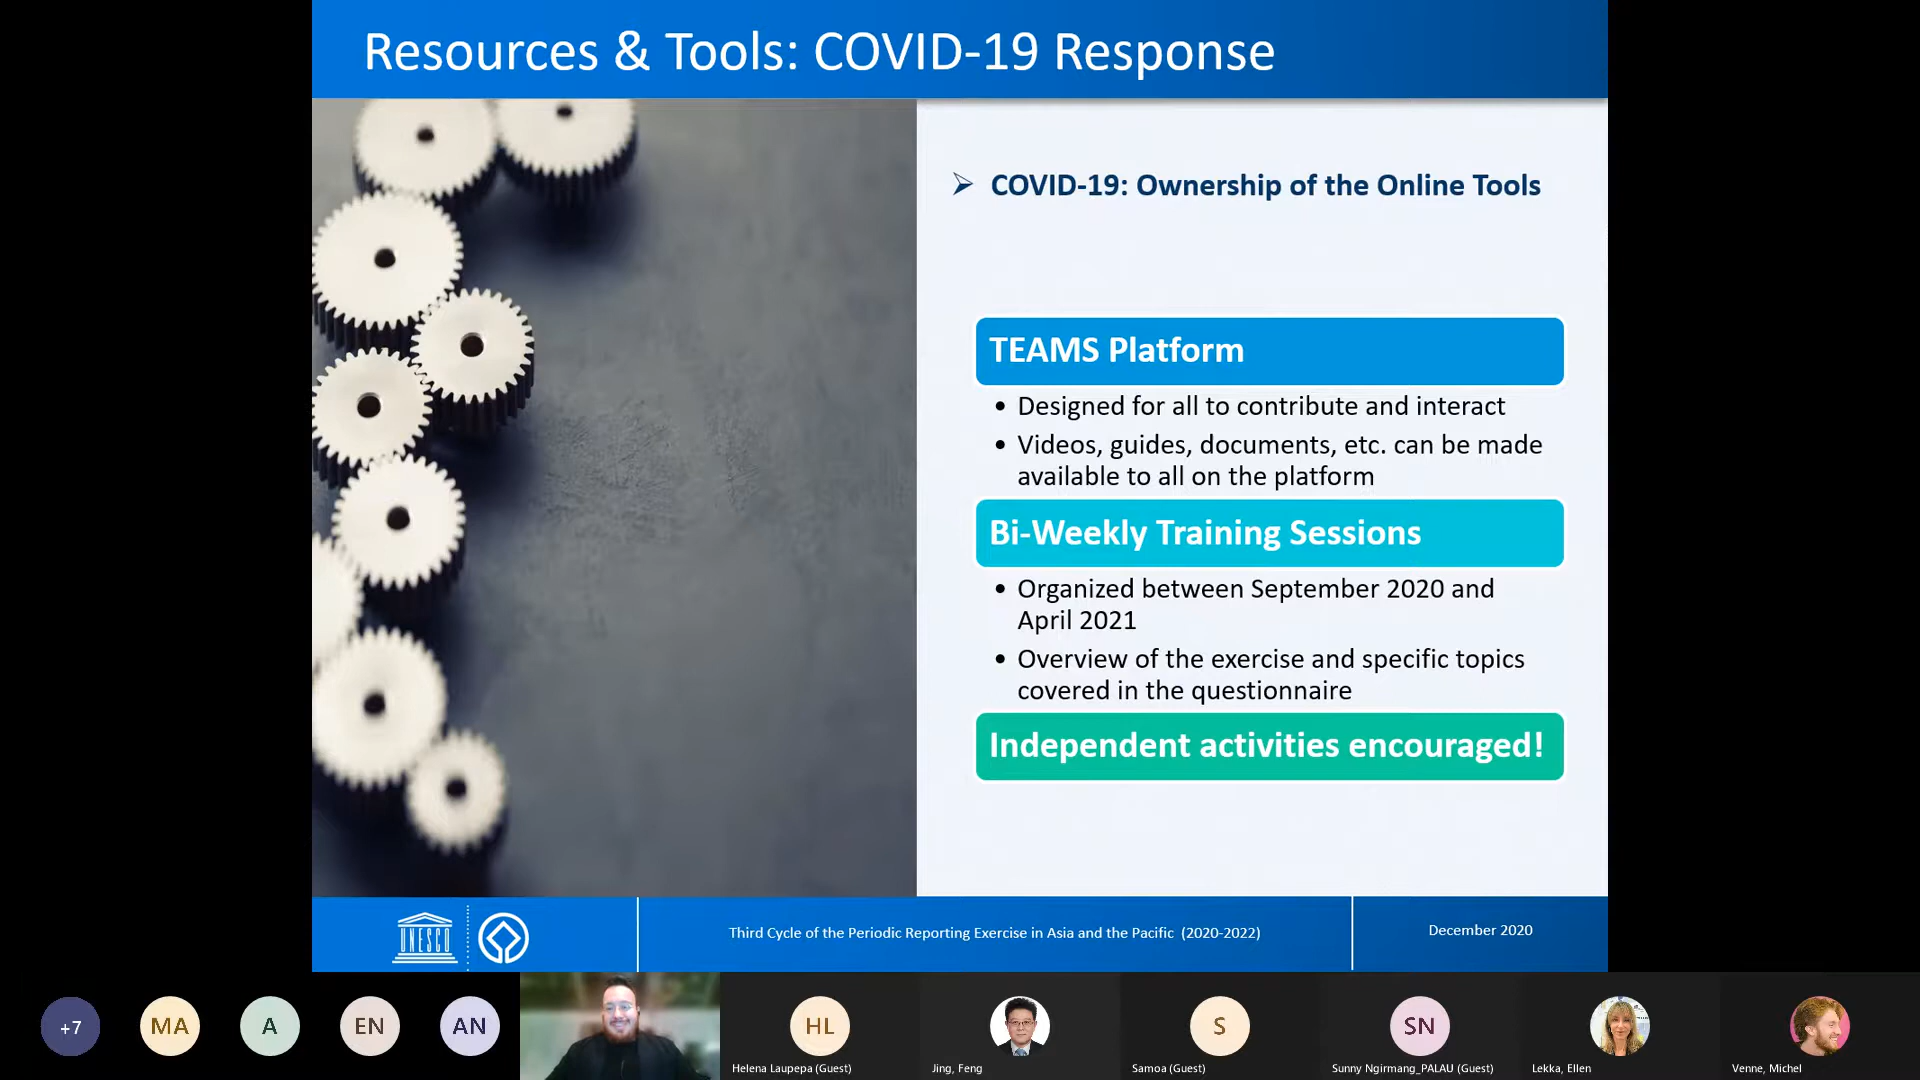 Resources & Tools: COVID-19 Response
➢ COVID-19: Ownership of the Online Tools
TEAMS Platform
• Designed for all to contribute and interact
• Videos, guides, documents, etc. can be made
available to all on the platform
Bi-Weekly Training Sessions
• Organized between September 2020 and
April 2021
• Overview of the exercise and specific topics
covered in the questionnaire
Independent activities encouraged!
UNESCO
Third Cycle of the Periodic Reporting Exercise in Asia and the Pacific (2020-2022)
December 2020
+7
MA
A
EN
AN
HL
S
SN
Helena Laupepa (Guest)
Jing, Feng
Samoa (Guest)
Sunny Ngirmang_PALAU (Guest)
Lekka, Ellen
Venne, Michel